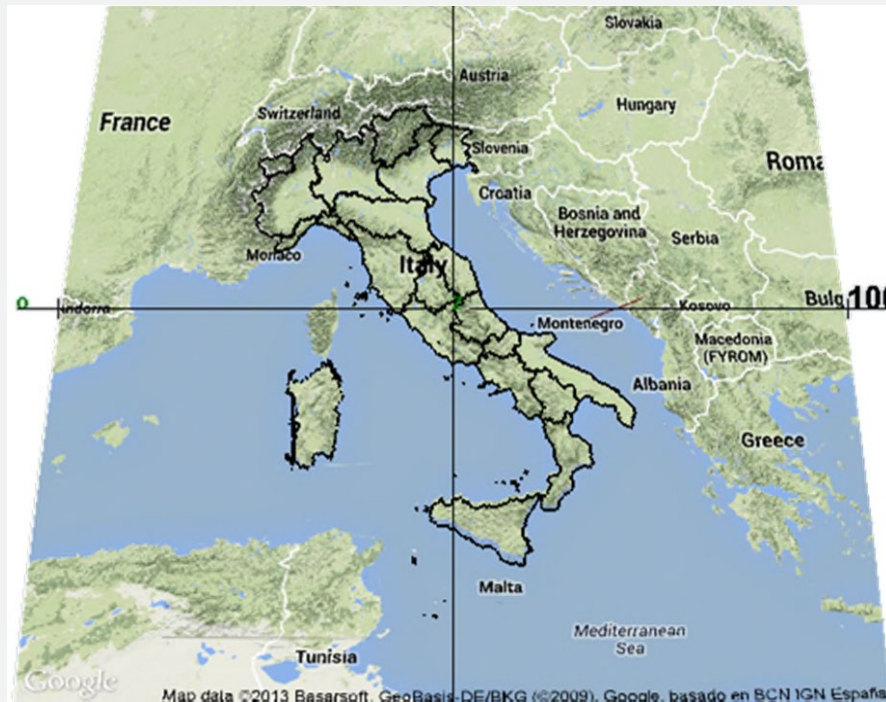 Slovakia
Austria
Hungary
Switzerland
France
Slovenia
Roma
Croatia
Bosnia and
Herzegovina
Serbia
Monaco
Italy
0
Andorra
Kosovo
Bulg
100
Montenegro
Macedonia
(FYROM)
Albania
Greece
Malta
Mediterranean
Sea
Tunisia
Google
Map data ©2013 Basarsoft, GeoBasis-DE/BKG (©2009), Google, basado en BCN IGN España